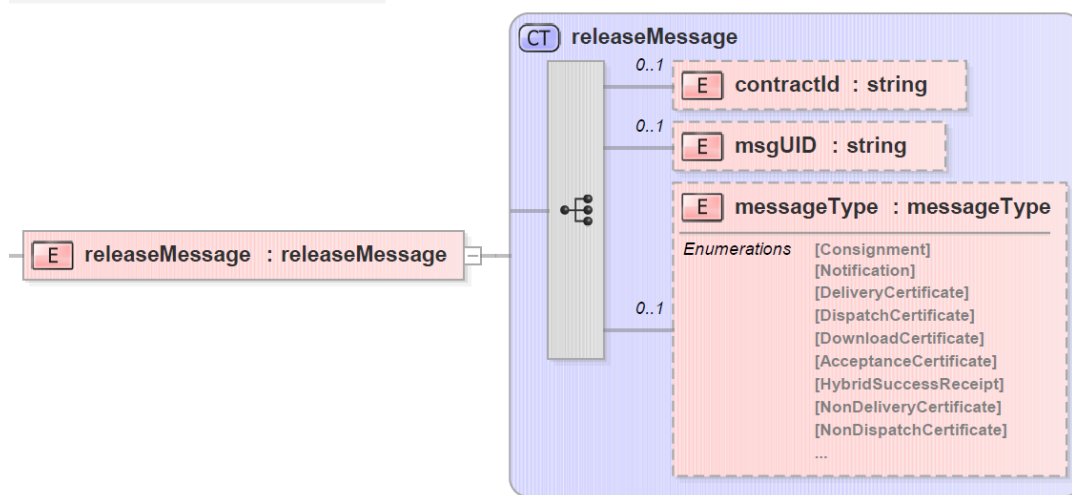 CT releaseMessage
0..1
E contractId : string
0..1
E msgUID : string
E messageType : messageType
Enumerations [Consignment]
[Notification]
[DeliveryCertificate]
[DispatchCertificate]
[DownloadCertificate]
[AcceptanceCertificate]
[HybridSuccessReceipt]
[NonDeliveryCertificate]
[NonDispatchCertificate]
...
0..1
E releaseMessage : releaseMessage